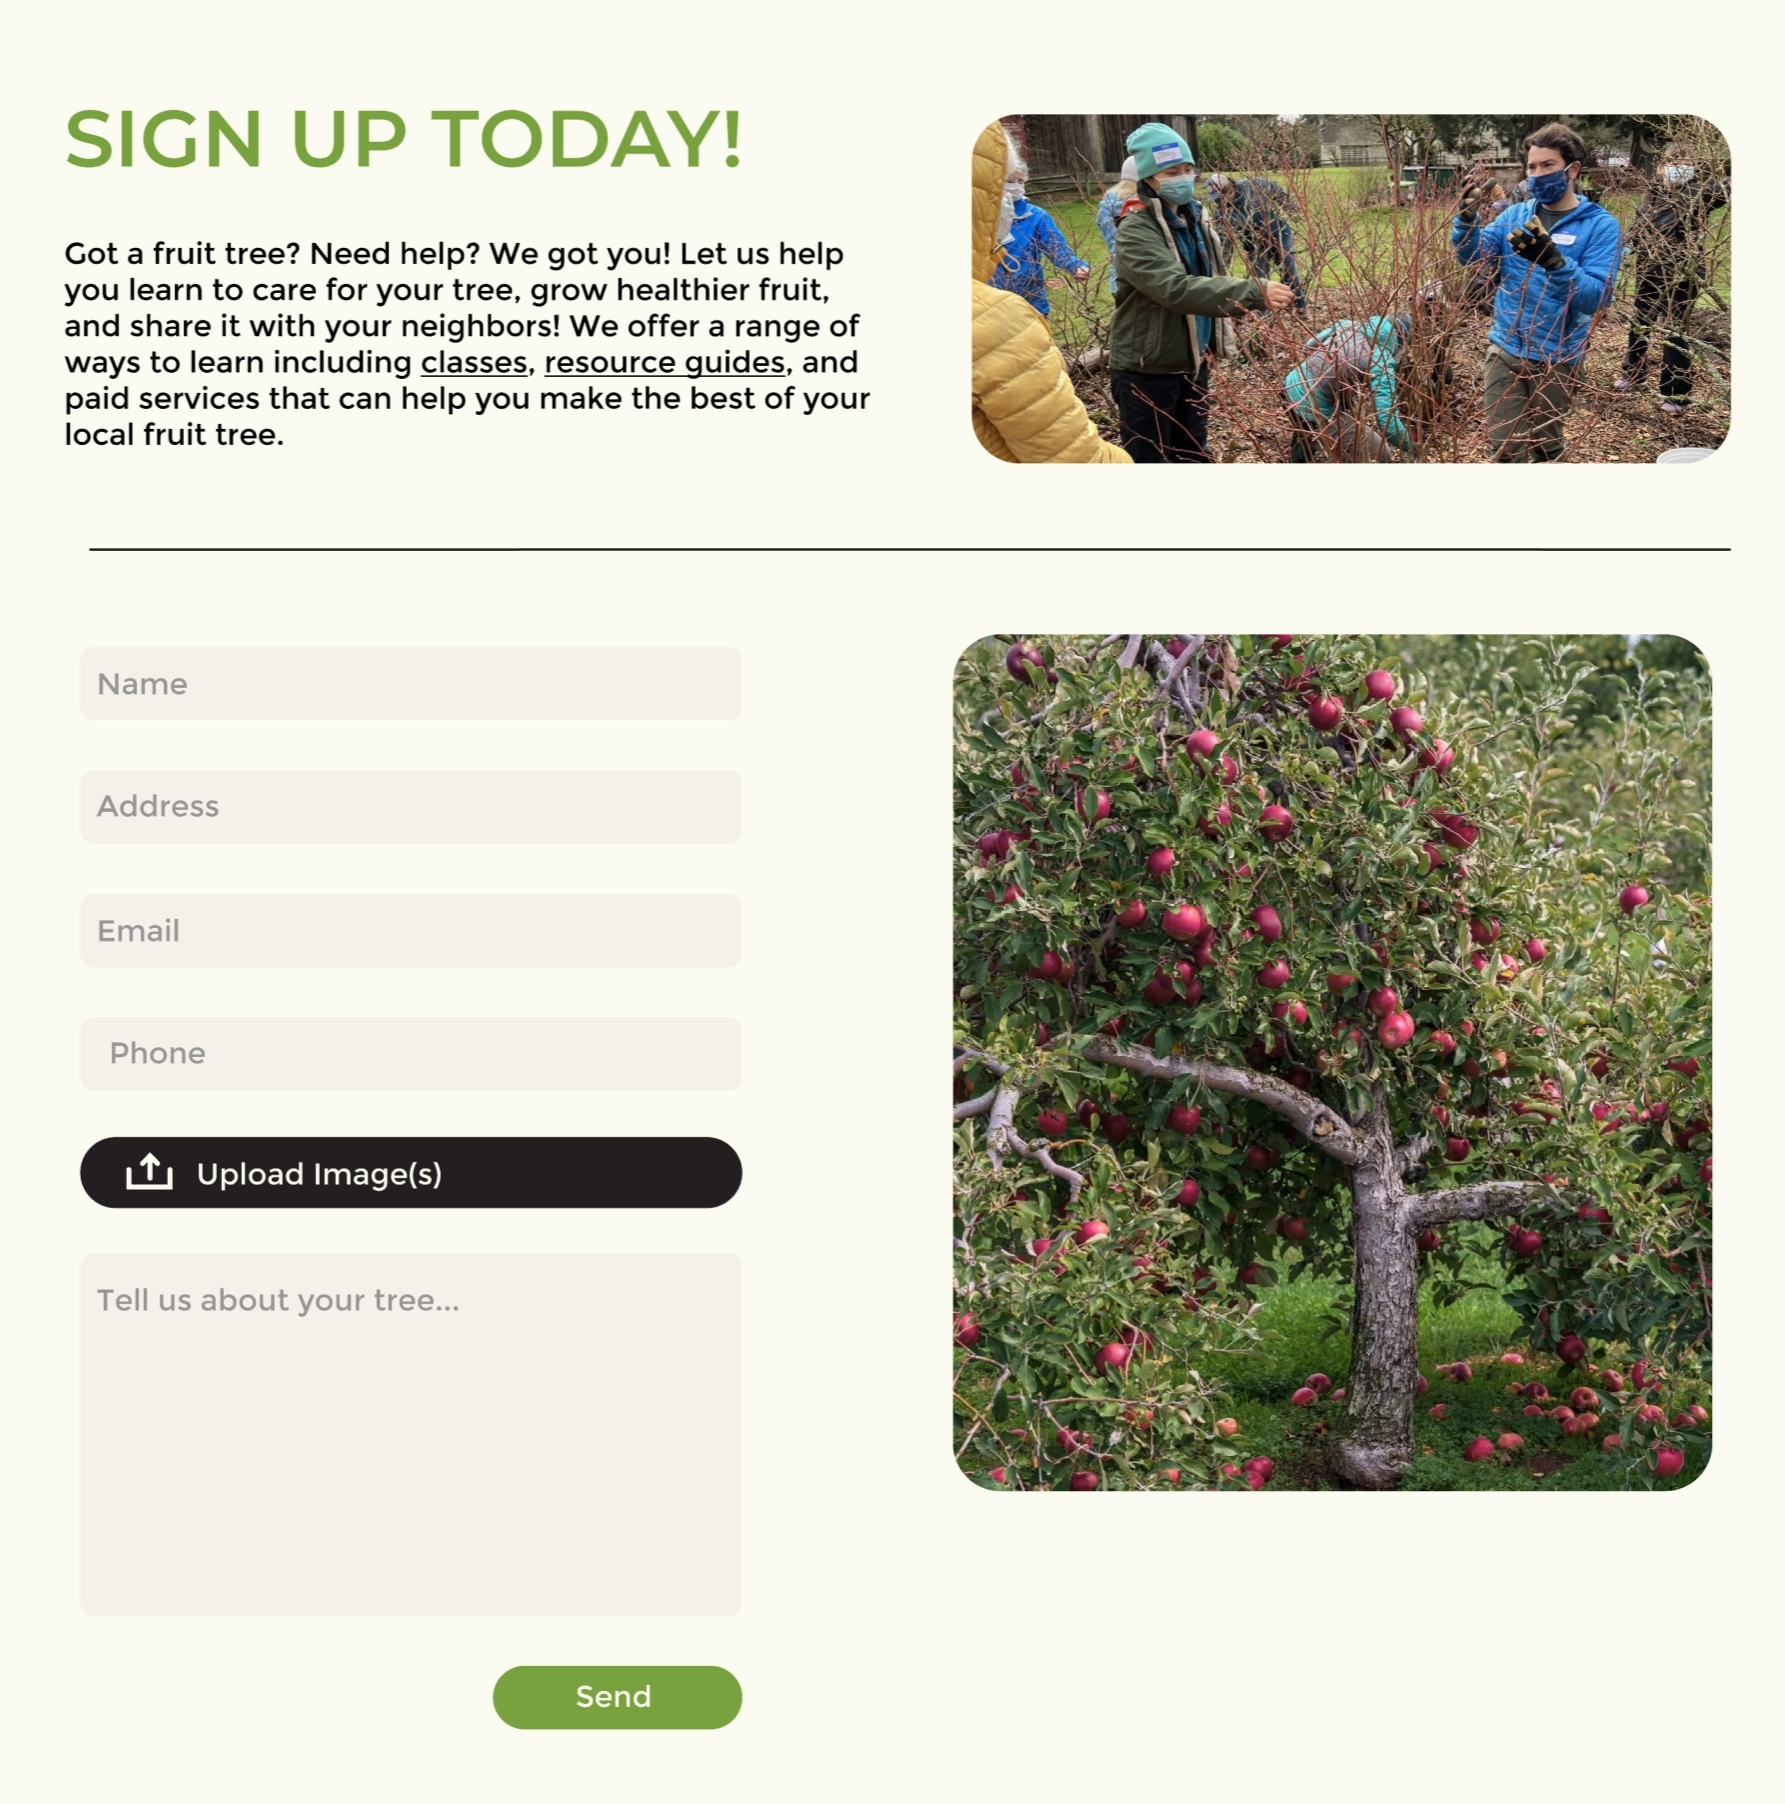 SIGN UP TODAY!
Got a fruit tree? Need help? We got you! Let us help
you learn to care for your tree, grow healthier fruit,
and share it with your neighbors! We offer a range of
ways to learn including classes, resource guides, and
paid services that can help you make the best of your
local fruit tree.
Name
Address
Email
Phone
Upload Image(s)
Tell us about your tree...
Send